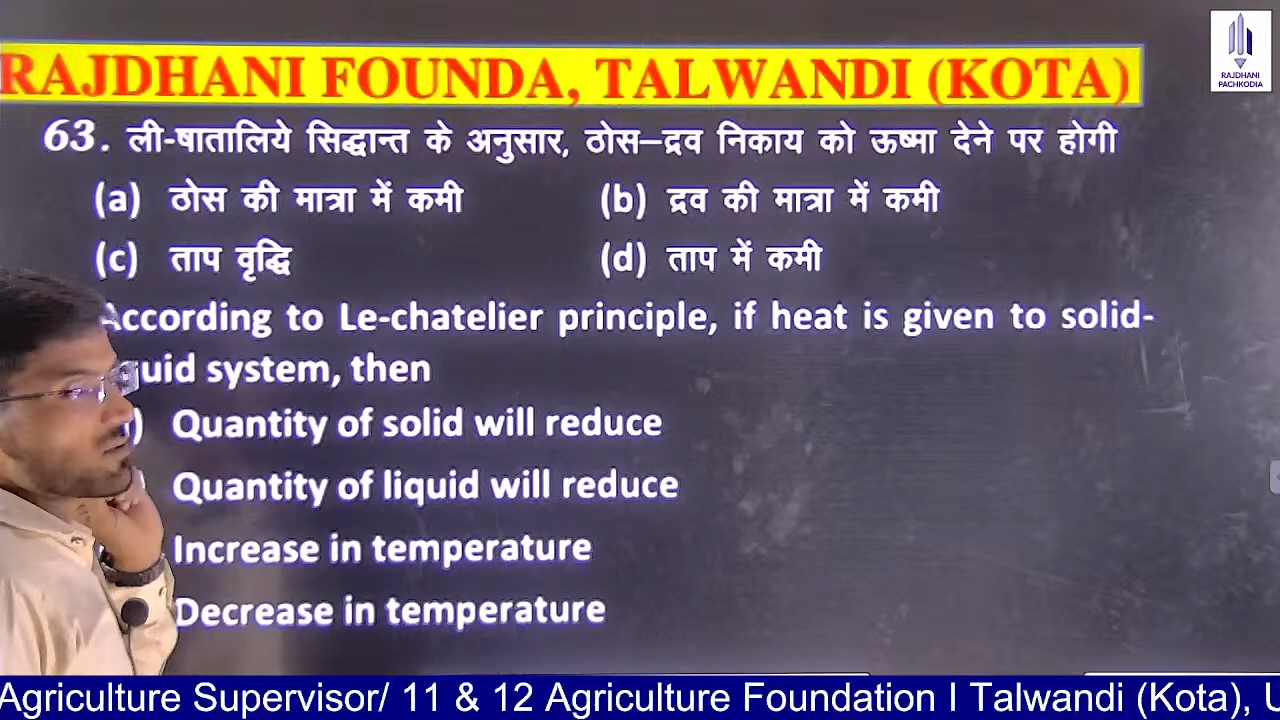 RAJDHANI FOUNDA, TALWANDI (KOTA)
RAJDHANI
PACHKODIA
63. ली-षातालिये सिद्धान्त के अनुसार, ठोस–द्रव निकाय को ऊष्मा देने पर होगी
(a) ठोस की मात्रा में कमी (b) द्रव की मात्रा में कमी
(c) ताप वृद्धि (d) ताप में कमी
According to Le-chatelier principle, if heat is given to solid-
quid system, then
) Quantity of solid will reduce
Quantity of liquid will reduce
Increase in temperature
Decrease in temperature
Agriculture Supervisor/ 11 & 12 Agriculture Foundation I Talwandi (Kota), U